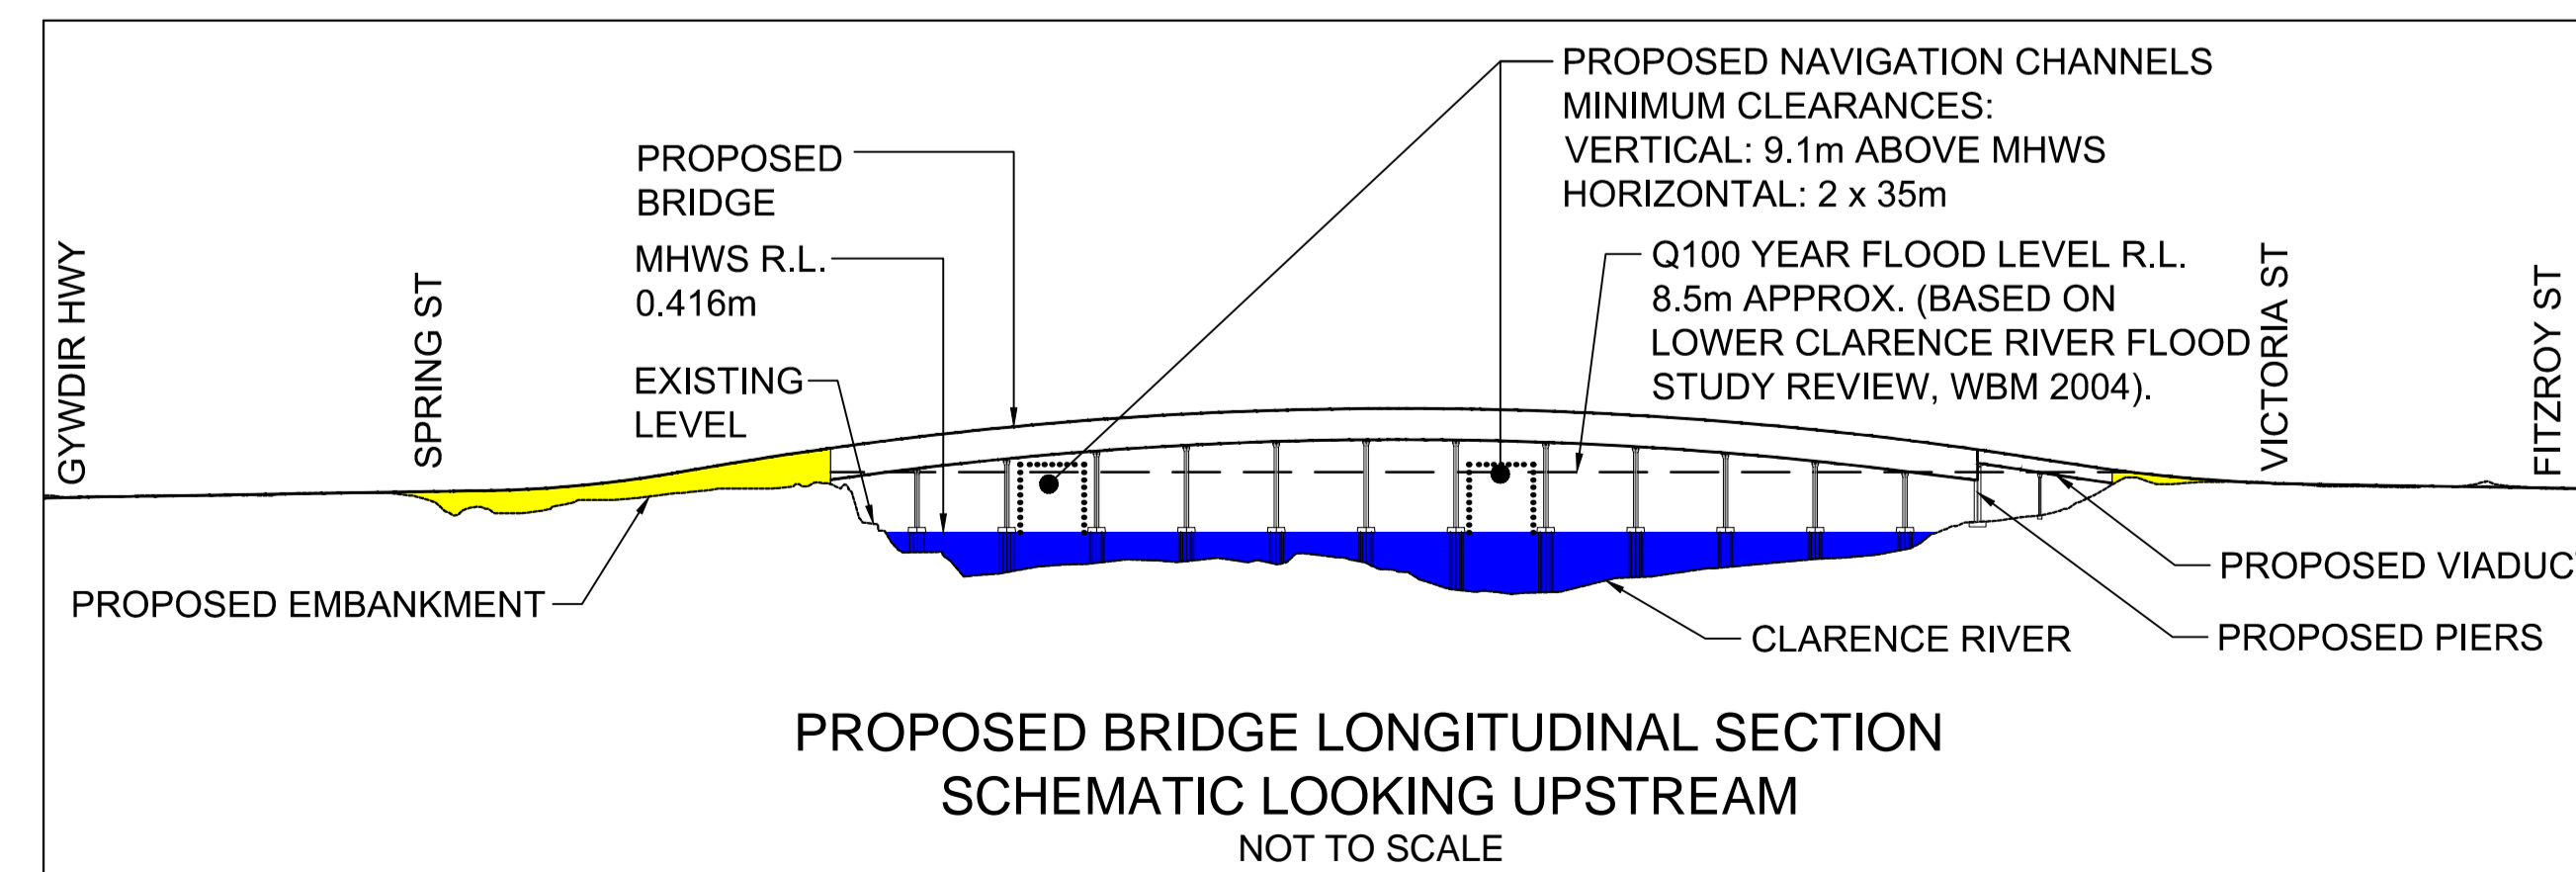 PROPOSED NAVIGATION CHANNELS
MINIMUM CLEARANCES:
VERTICAL: 9.1m ABOVE MHWS
HORIZONTAL: 2 x 35m
PROPOSED
BRIDGE
MHWS R.L.
0.416m
EXISTING
LEVEL
Q100 YEAR FLOOD LEVEL R.L.
8.5m APPROX. (BASED ON
LOWER CLARENCE RIVER FLOOD
STUDY REVIEW, WBM 2004).
GYWDIR HWY
SPRING ST
VICTORIA ST
FITZROY ST
PROPOSED EMBANKMENT
PROPOSED VIADUC
CLARENCE RIVER
PROPOSED PIERS
PROPOSED BRIDGE LONGITUDINAL SECTION
SCHEMATIC LOOKING UPSTREAM
NOT TO SCALE